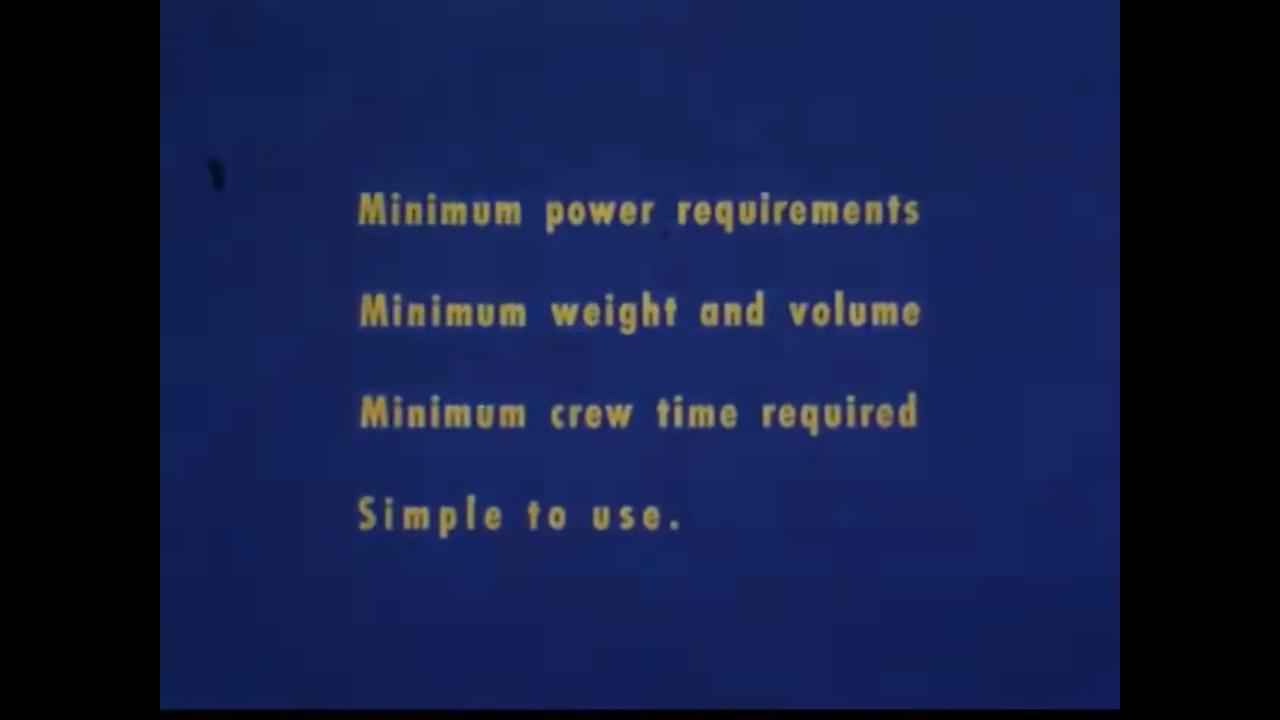 Minimum power requirements
Minimum weight and volume
Minimum crew time required
Simple to use.